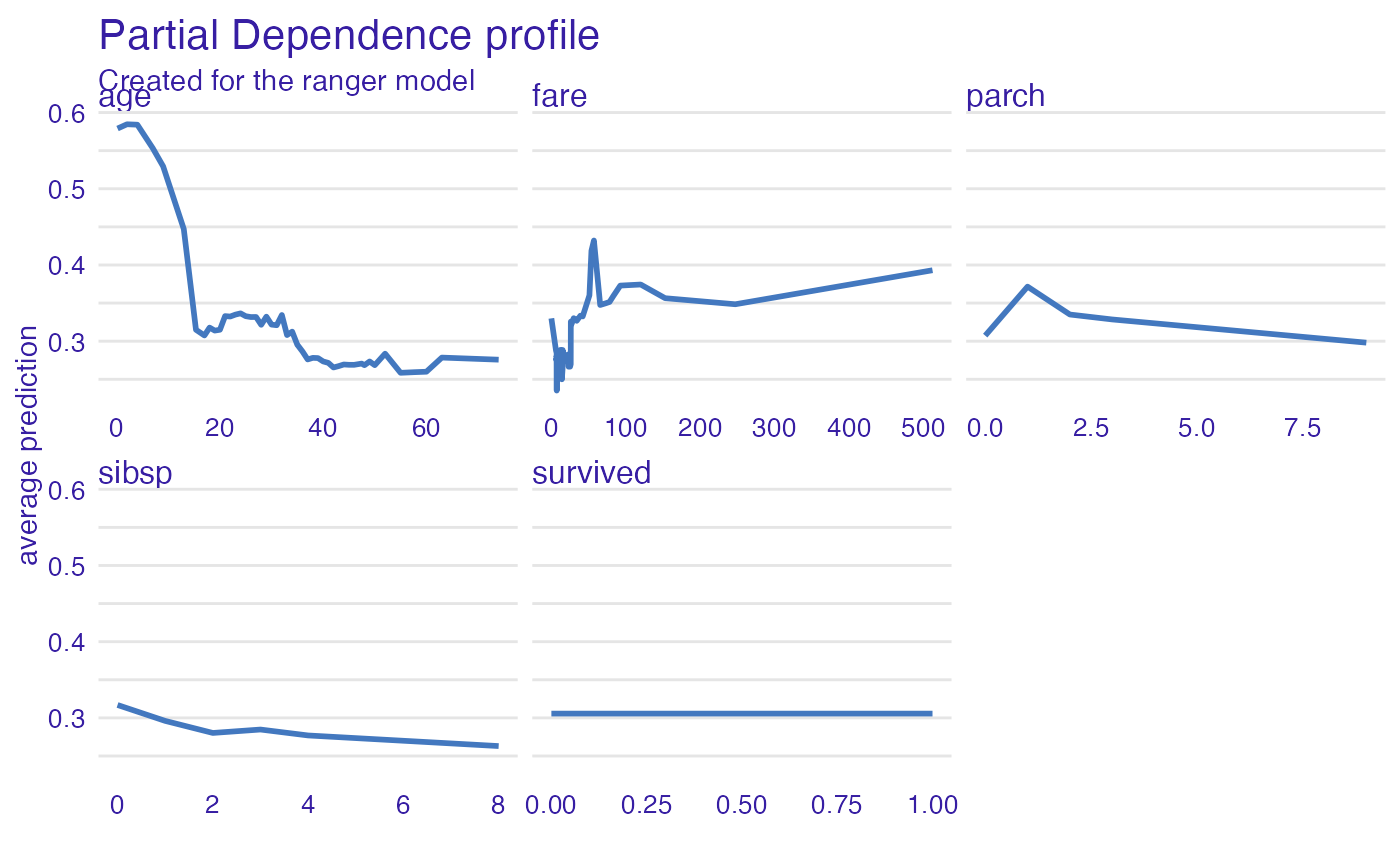 Partial Dependence profile
Created for the ranger model
age
fare
parch
0.6
0.5
0.4
0.3
0 20 40 60
0 100 200 300 400 500
0.0 2.5 5.0 7.5
average prediction
sibsp
survived
0.6
0.5
0.4
0.3
0 2 4 6 8
0.00 0.25 0.50 0.75 1.00